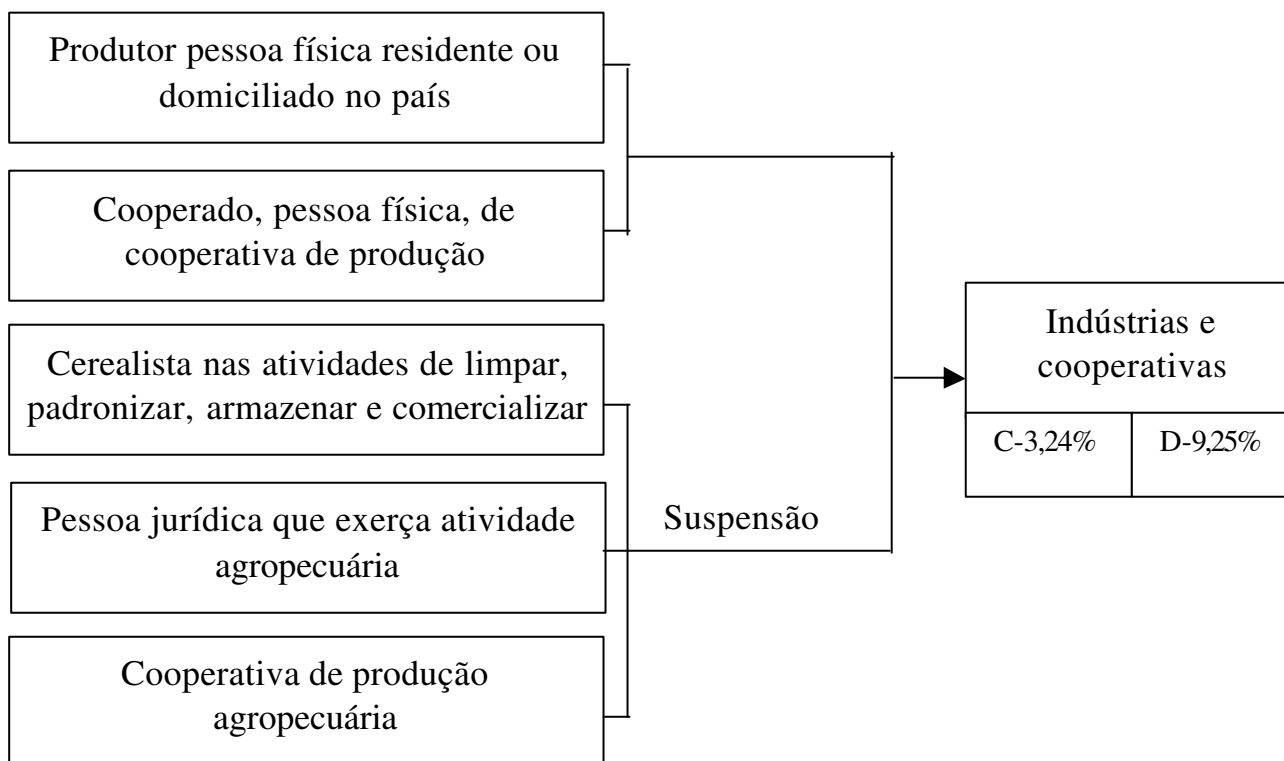 Produtor pessoa física residente ou
domiciliado no país
Cooperado, pessoa física, de
cooperativa de produção
Cerealista nas atividades de limpar,
padronizar, armazenar e comercializar
Pessoa jurídica que exerça atividade
agropecuária
Cooperativa de produção
agropecuária
Suspensão
Indústrias e
cooperativas
C-3,24%
D-9,25%